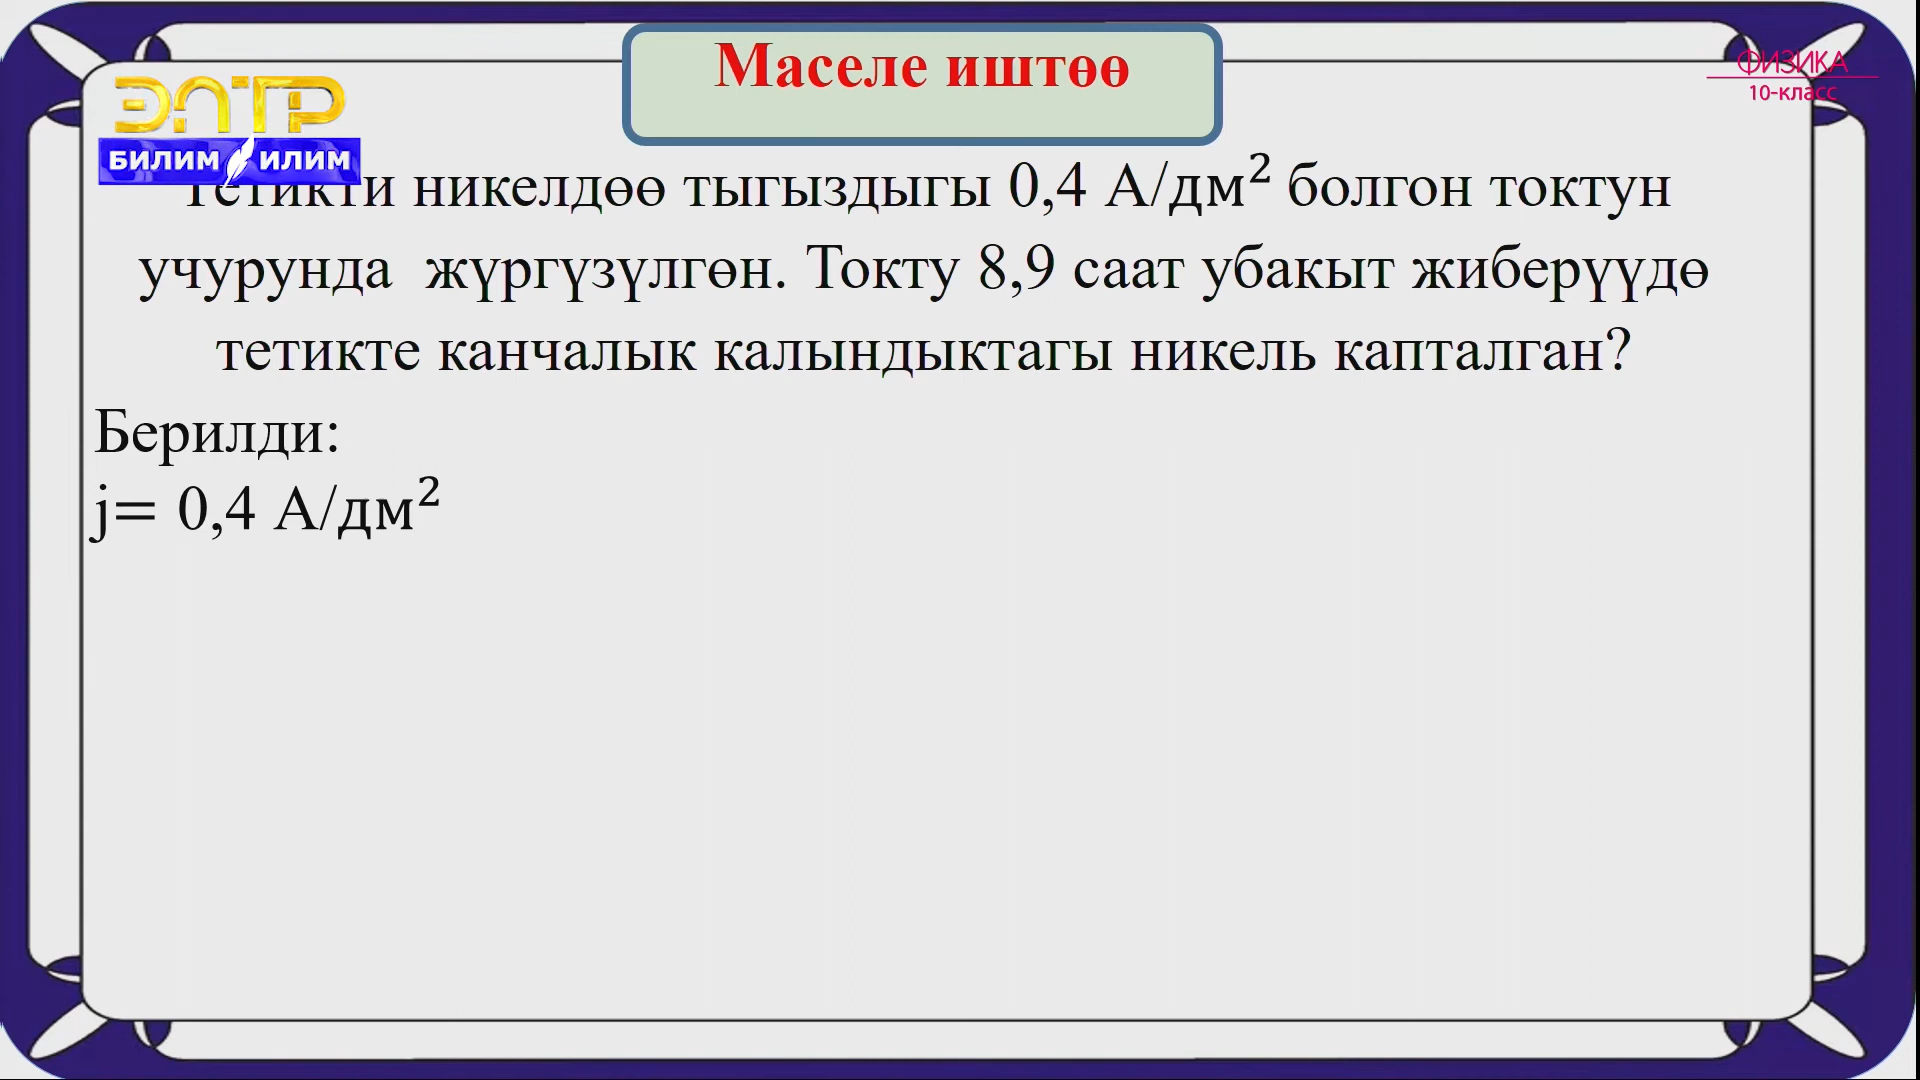 Маселе иштөө
ФИЗИКА
10-класс
ЭЛТР
БИЛИМ ИЛИМ
Тетикти никелдөө тыгыздыгы 0,4 А/дм² болгон токтун
учурунда жүргүзүлгөн. Токту 8,9 саат убакыт жиберүүдө
тетикте канчалык калындыктагы никель капталган?
Берилди:
j= 0,4 А/дм²